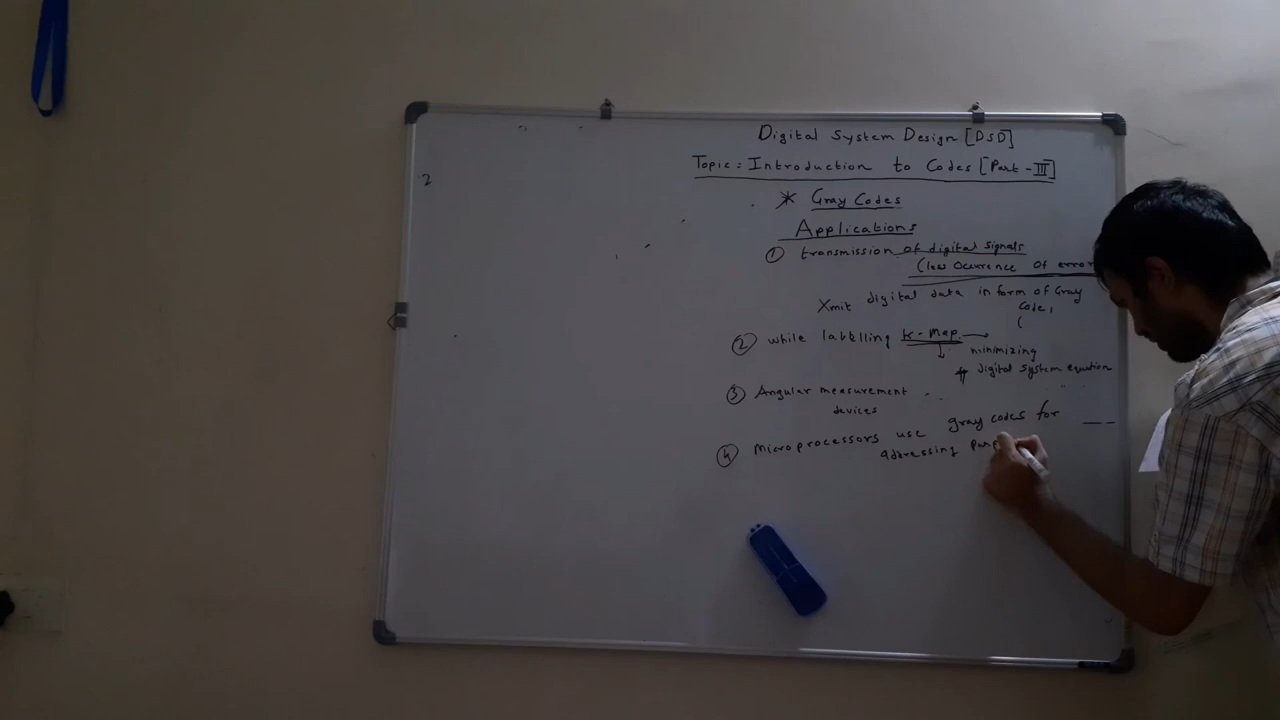 Digital System Design [DSD]
Topic: Introduction to Codes [Part - III]
* Gray Codes
Applications
① transmission of digital signals
(low occurrence of error
Xmit digital data in form of Gray
Code,
(
② while labelling K-Map →
minimizing
digital system equation
③ Angular measurement
devices
④ Microprocessors use gray codes for
addressing purp